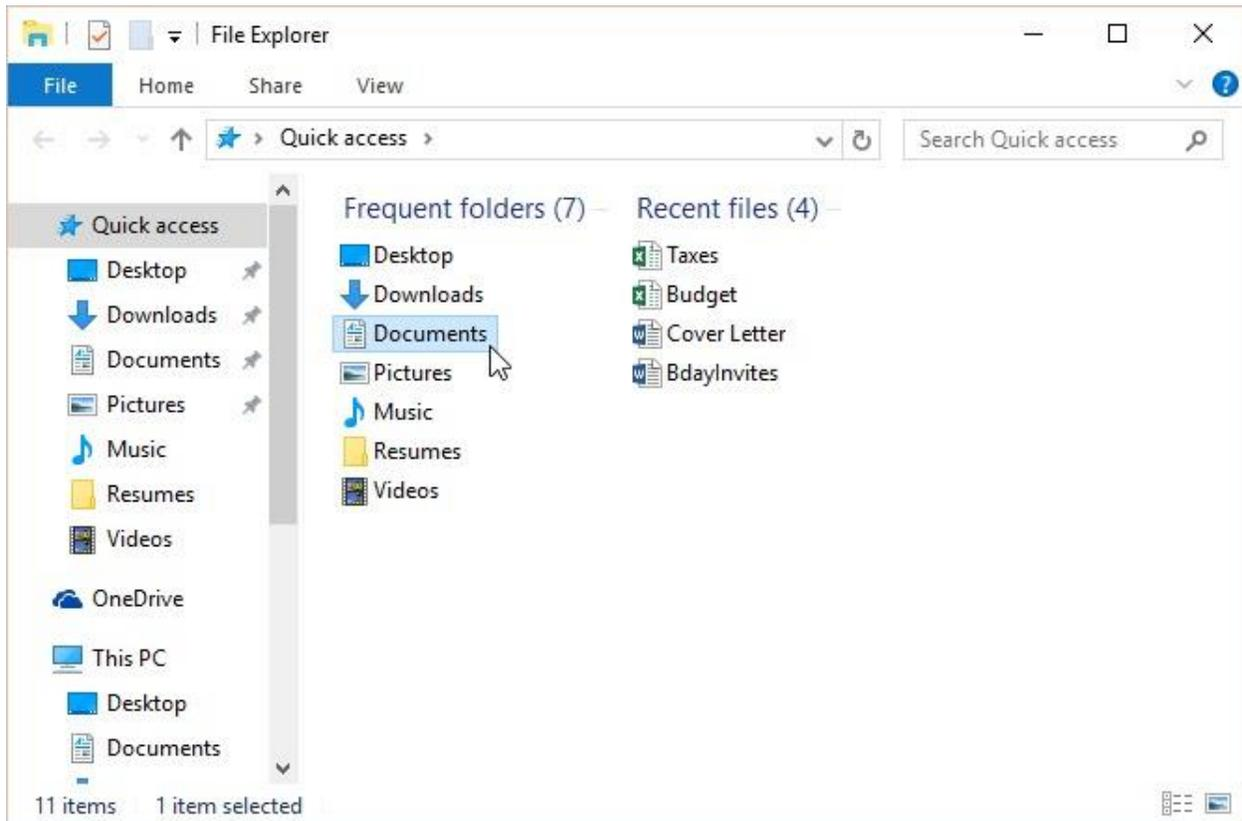 File Explorer
File Home Share View
?
Quick access
Search Quick access
Quick access
Desktop
Downloads
Documents
Pictures
Music
Resumes
Videos
OneDrive
This PC
Desktop
Documents
Frequent folders (7)
Desktop
Downloads
Documents
Pictures
Music
Resumes
Videos
Recent files (4)
Taxes
Budget
Cover Letter
BdayInvites
11 items 1 item selected